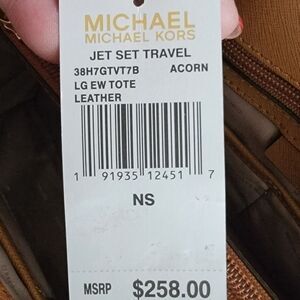 MICHAEL
MICHAEL KORS
JET SET TRAVEL
38H7GTVT7B ACORN
LG EW TOTE
LEATHER
1 91935 12451 7
NS
MSRP $258.00